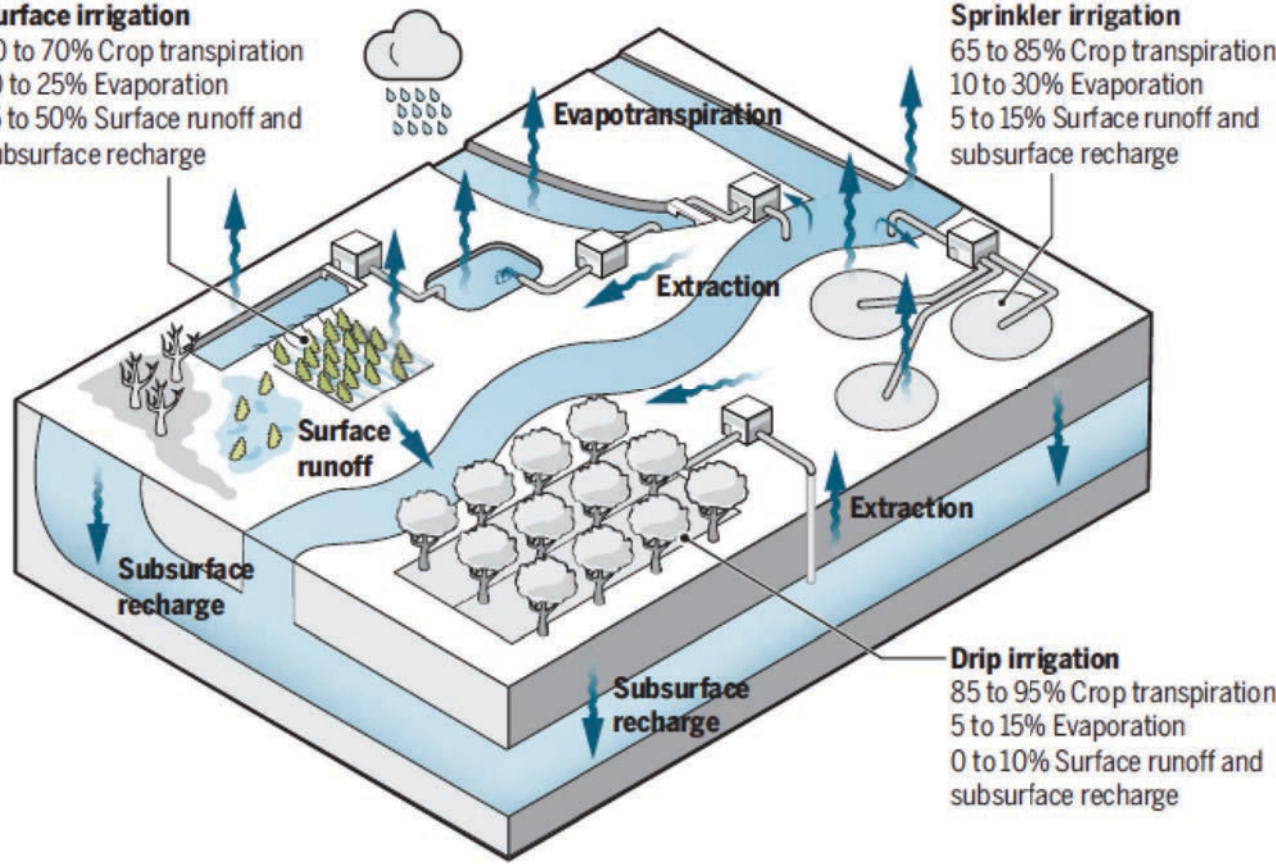 urface irrigation
0 to 70% Crop transpiration
to 25% Evaporation
to 50% Surface runoff and
ubsurface recharge
Sprinkler irrigation
65 to 85% Crop transpiration
10 to 30% Evaporation
5 to 15% Surface runoff and
subsurface recharge
Evapotranspiration
Extraction
Surface
runoff
Extraction
Subsurface
recharge
Subsurface
recharge
Drip irrigation
85 to 95% Crop transpiration
5 to 15% Evaporation
0 to 10% Surface runoff and
subsurface recharge